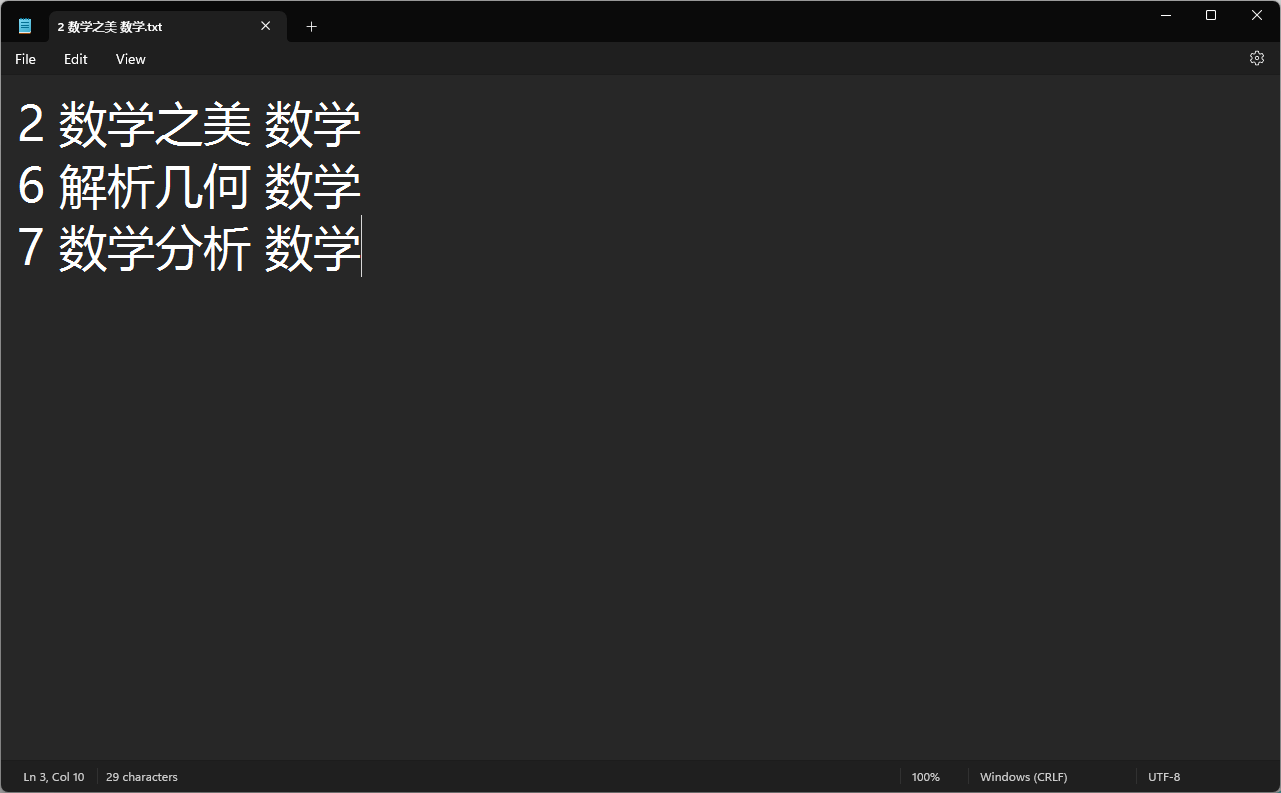 2 数学之美 数学.txt
File Edit View
2 数学之美 数学
6 解析几何 数学
7 数学分析 数学
Ln 3, Col 10 29 characters 100% Windows (CRLF) UTF-8